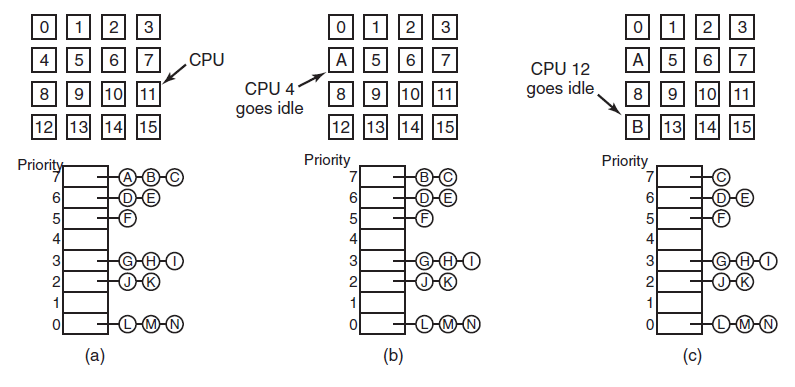 0 1 2 3
4 5 6 7
CPU
8 9 10 11
12 13 14 15
Priority
7 A B C
6 D E
5 F
4
3 G H I
2 J K
1
0 L M N
(a)
0 1 2 3
A 5 6 7
CPU 4
goes idle
8 9 10 11
12 13 14 15
Priority
7 B C
6 D E
5 F
4
3 G H I
2 J K
1
0 L M N
(b)
0 1 2 3
A 5 6 7
CPU 12
goes idle
8 9 10 11
B 13 14 15
Priority
7 C
6 D E
5 F
4
3 G H I
2 J K
1
0 L M N
(c)